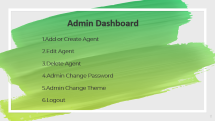 Admin Dashboard
1.Add or Create Agent
2.Edit Agent
3.Delete Agent
4.Admin Change Password
5.Admin Change Theme
6.Logout